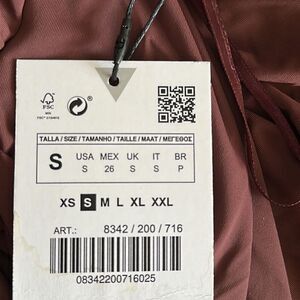 FSC
TALLA / SIZE / TAMANHO / TAILLE / MAAT / ΜΕΓΕΘΟΣ
S
USA MEX UK IT BR
S 26 S S P
XS S M L XL XXL
ART.: 8342 / 200 / 716
08342200716025